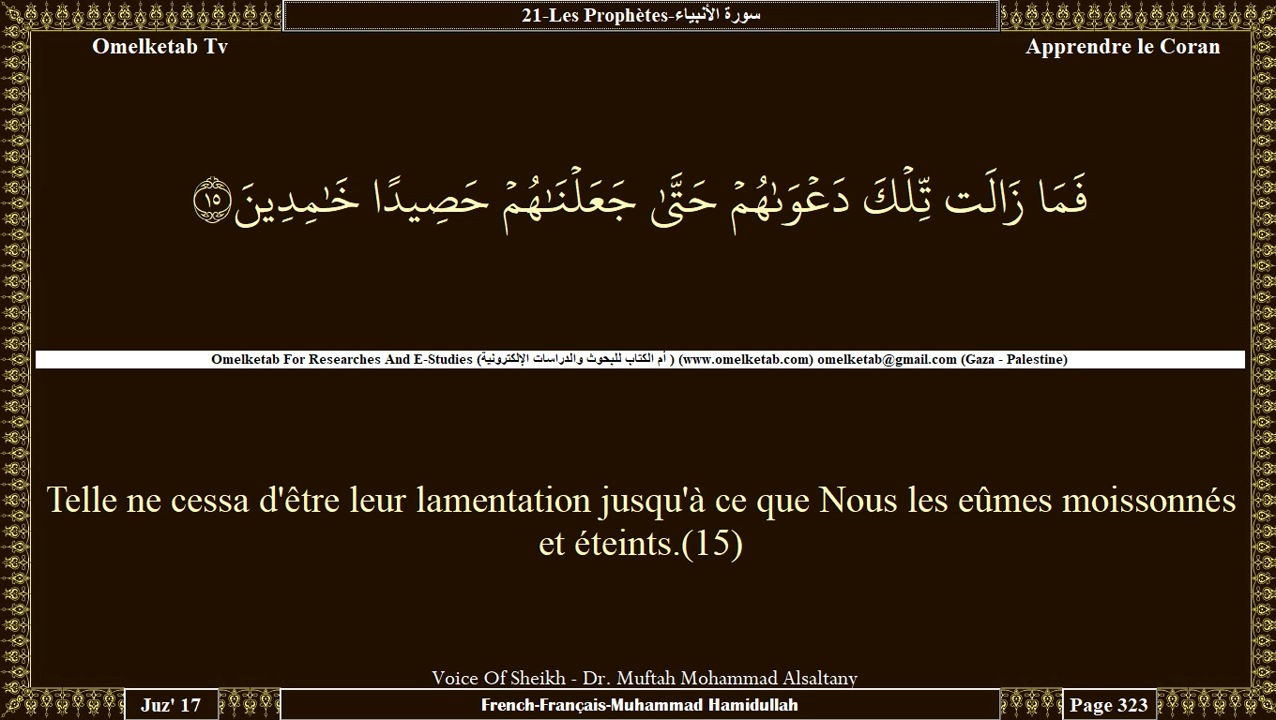 21-Les Prophètes-سورة الأنبياء
Omelketab Tv
Apprendre le Coran
فَمَا زَالَت تِّلْكَ دَعْوَىٰهُمْ حَتَّىٰ جَعَلْنَـٰهُمْ حَصِيدًا خَـٰمِدِينَ ١٥
Omelketab For Researches And E-Studies (أم الكتاب للبحوث والدراسات الإلكترونية ) (www.omelketab.com) omelketab@gmail.com (Gaza - Palestine)
Telle ne cessa d'être leur lamentation jusqu'à ce que Nous les eûmes moissonnés
et éteints.(15)
Voice Of Sheikh - Dr. Muftah Mohammad Alsaltany
Juz' 17
French-Français-Muhammad Hamidullah
Page 323